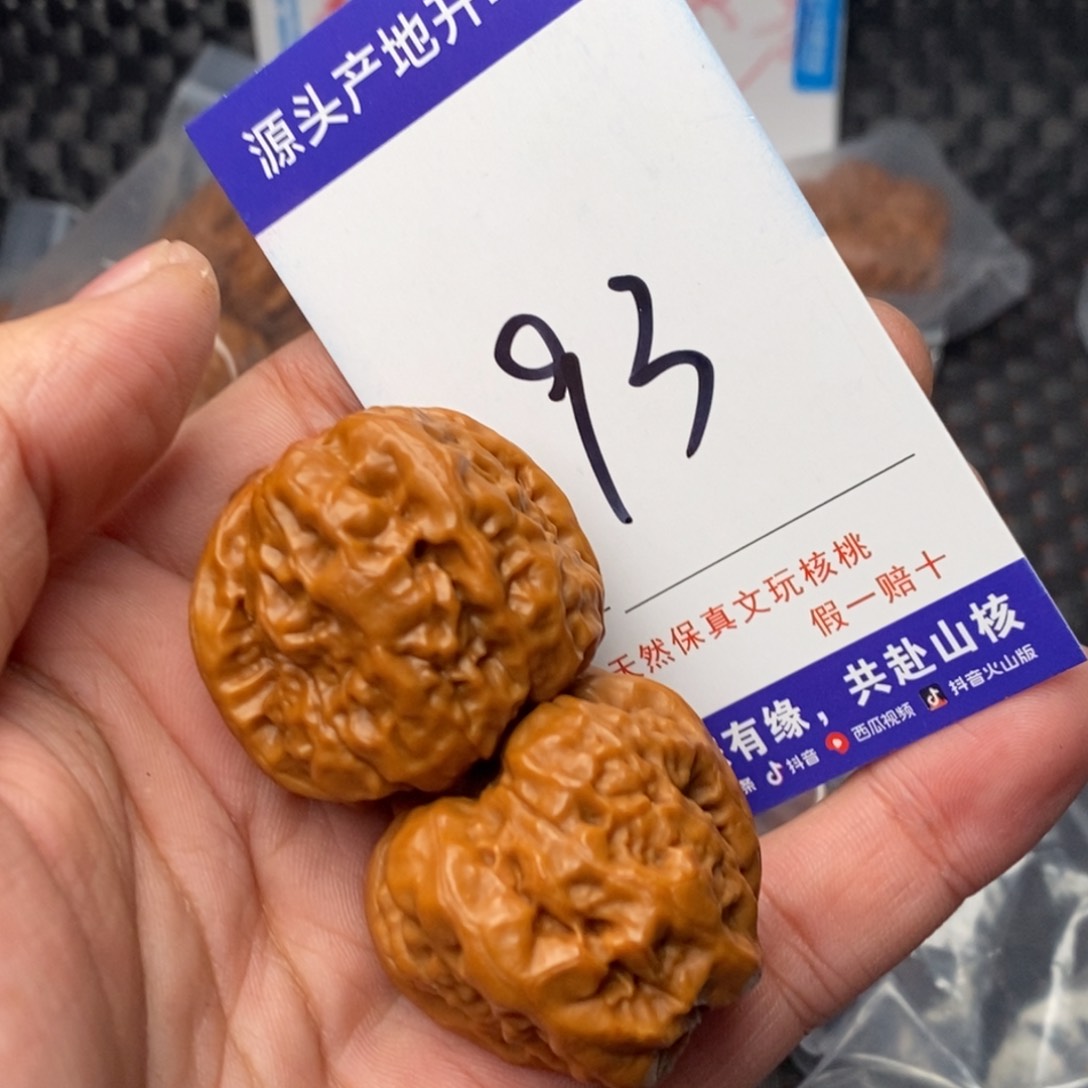 源头产地开
93
天然保真文玩核桃
假一赔十
有缘，共赴山核
条 抖音 西瓜视频 抖音火山版